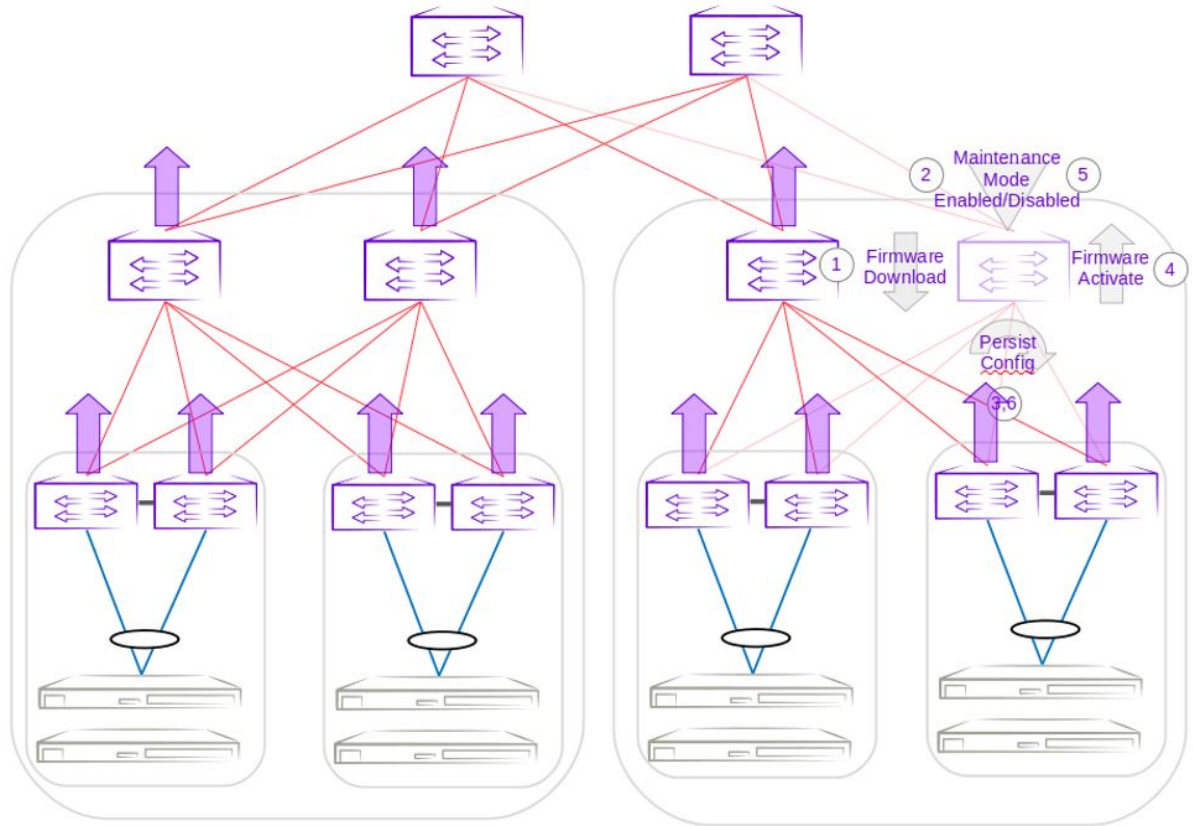 2
Maintenance
Mode
Enabled/Disabled
5
1
Firmware
Download
Firmware
Activate
4
Persist
Config
3,6